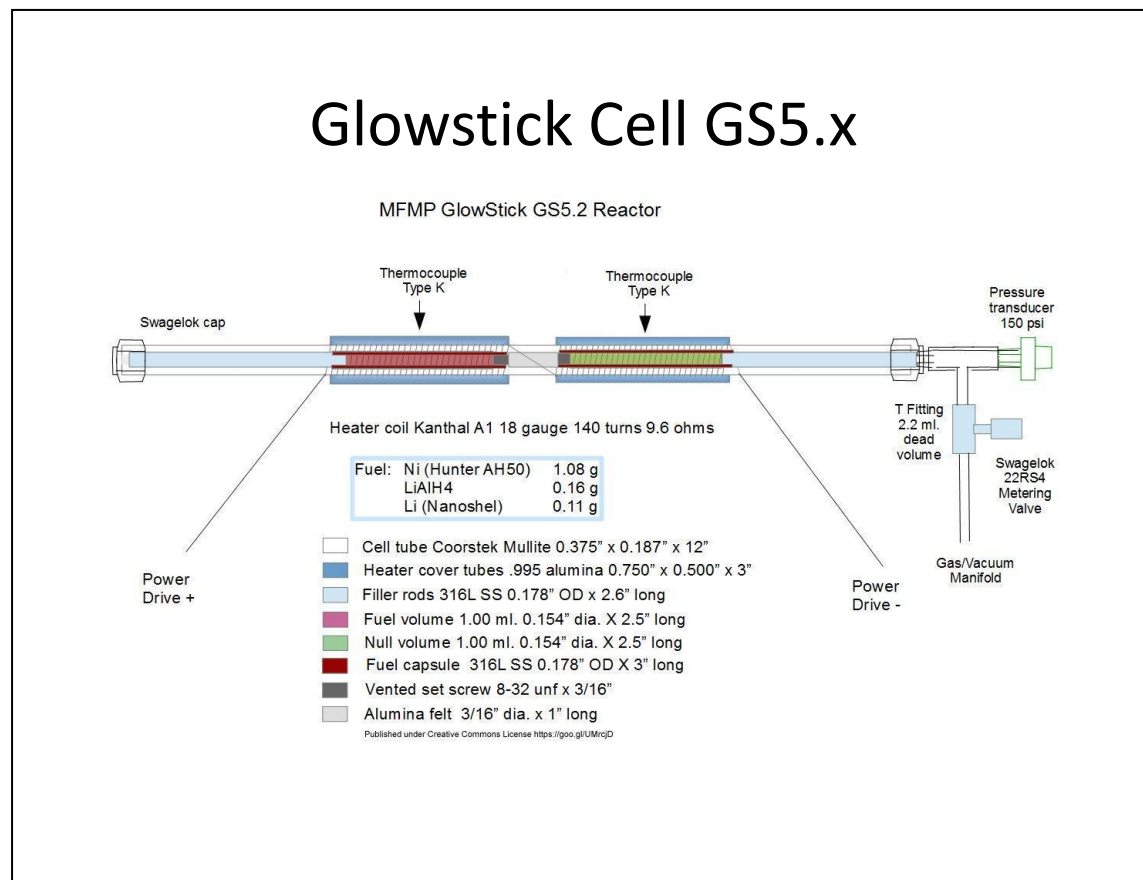 Glowstick Cell GS5.x
MFMP GlowStick GS5.2 Reactor
Thermocouple
Type K
Thermocouple
Type K
Pressure
transducer
150 psi
Swagelok cap
T Fitting
2.2 ml.
dead
volume
Swagelok
22RS4
Metering
Valve
Heater coil Kanthal A1 18 gauge 140 turns 9.6 ohms
Fuel: Ni (Hunter AH50) 1.08 g
LiAlH4 0.16 g
Li (Nanoshel) 0.11 g
Gas/Vacuum
Manifold
Power
Drive +
Power
Drive -
Cell tube Coorstek Mullite 0.375” x 0.187” x 12”
Heater cover tubes .995 alumina 0.750” x 0.500” x 3”
Filler rods 316L SS 0.178” OD x 2.6” long
Fuel volume 1.00 ml. 0.154” dia. X 2.5” long
Null volume 1.00 ml. 0.154” dia. X 2.5” long
Fuel capsule 316L SS 0.178” OD X 3” long
Vented set screw 8-32 unf x 3/16”
Alumina felt 3/16” dia. x 1” long
Published under Creative Commons License https://goo.gl/UMrcjD